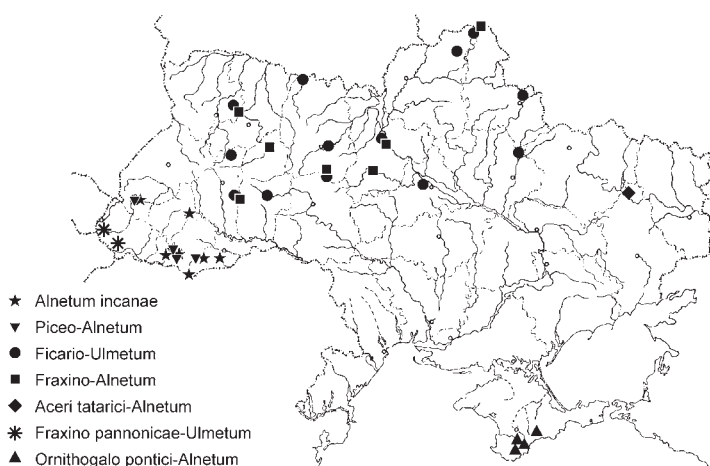 Alnetum incanae
Piceo-Alnetum
Ficario-Ulmetum
Fraxino-Alnetum
Aceri tatarici-Alnetum
Fraxino pannonicae-Ulmetum
Ornithogalo pontici-Alnetum